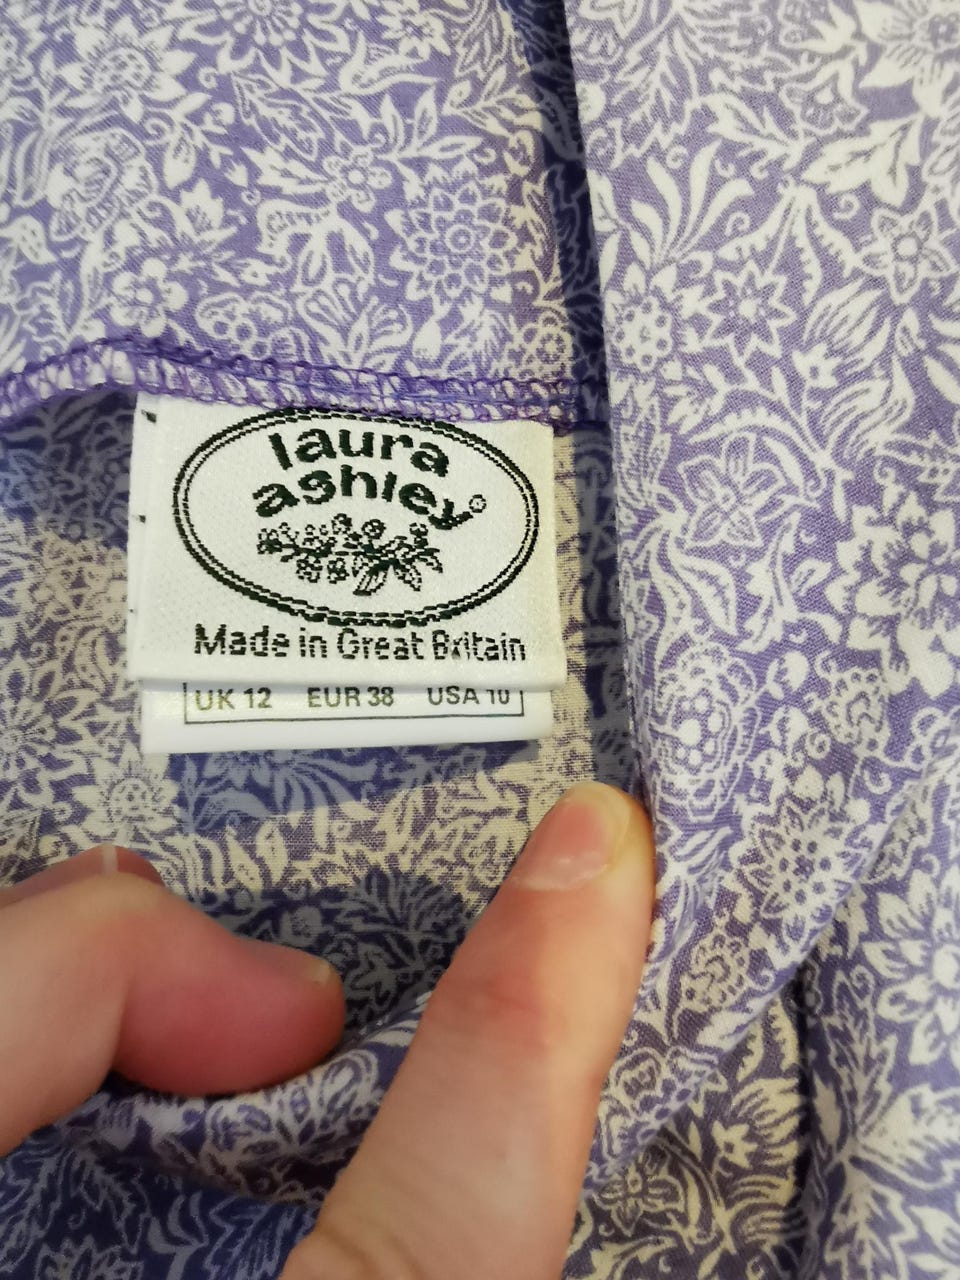 laura
ashley®
Made in Great Britain
UK 12 EUR 38 USA 10